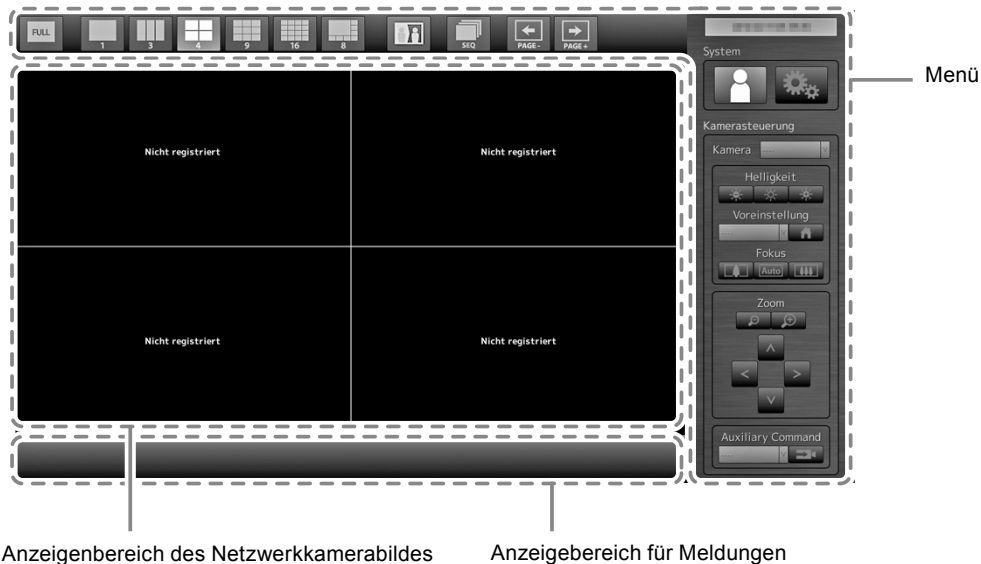 FULL
1
3
4
9
16
8
SEQ
PAGE-
PAGE+
System
Menü
Kamerasteuerung
Kamera
Helligkeit
Voreinstellung
Fokus
Auto
Zoom
Auxiliary Command
Nicht registriert
Nicht registriert
Nicht registriert
Nicht registriert
Anzeigenbereich des Netzwerkkamerabildes
Anzeigebereich für Meldungen